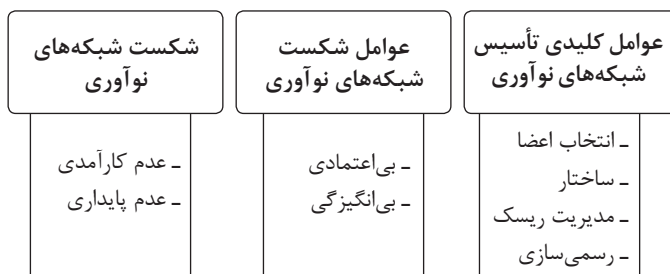 عوامل کلیدی تأسیس
شبکه‌های نوآوری
ـ انتخاب اعضا
ـ ساختار
ـ مدیریت ریسک
ـ رسمی‌سازی
عوامل شکست
شبکه‌های نوآوری
ـ بی‌اعتمادی
ـ بی‌انگیزگی
شکست شبکه‌های
نوآوری
ـ عدم کارآمدی
ـ عدم پایداری